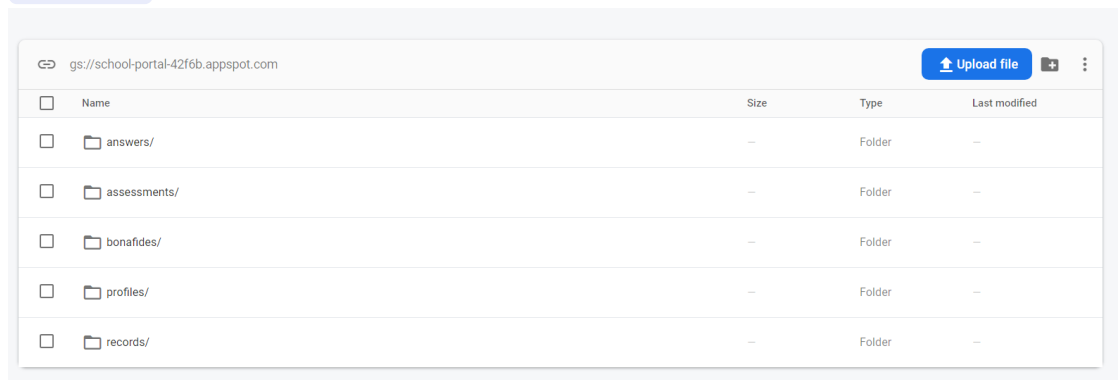 gs://school-portal-42f6b.appspot.com Upload file
Name Size Type Last modified
answers/ — Folder —
assessments/ — Folder —
bonafides/ — Folder —
profiles/ — Folder —
records/ — Folder —